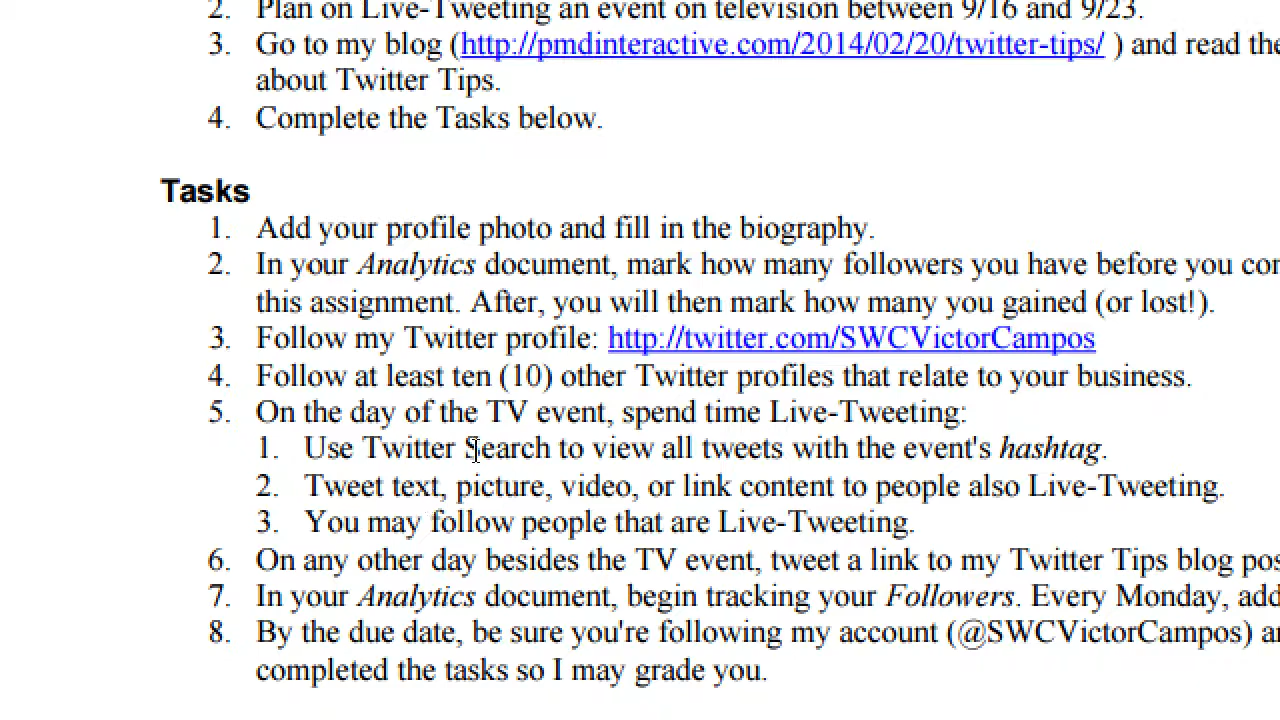 2. Plan on Live-Tweeting an event on television between 9/16 and 9/23.
3. Go to my blog (http://pmdinteractive.com/2014/02/20/twitter-tips/ ) and read the
about Twitter Tips.
4. Complete the Tasks below.
Tasks
1. Add your profile photo and fill in the biography.
2. In your Analytics document, mark how many followers you have before you
this assignment. After, you will then mark how many you gained (or lost!).
3. Follow my Twitter profile: http://twitter.com/SWCVictorCampos
4. Follow at least ten (10) other Twitter profiles that relate to your business.
5. On the day of the TV event, spend time Live-Tweeting:
1. Use Twitter Search to view all tweets with the event's hashtag.
2. Tweet text, picture, video, or link content to people also Live-Tweeting.
3. You may follow people that are Live-Tweeting.
6. On any other day besides the TV event, tweet a link to my Twitter Tips blog
7. In your Analytics document, begin tracking your Followers. Every Monday, add
8. By the due date, be sure you're following my account (@SWCVictorCampos)
completed the tasks so I may grade you.